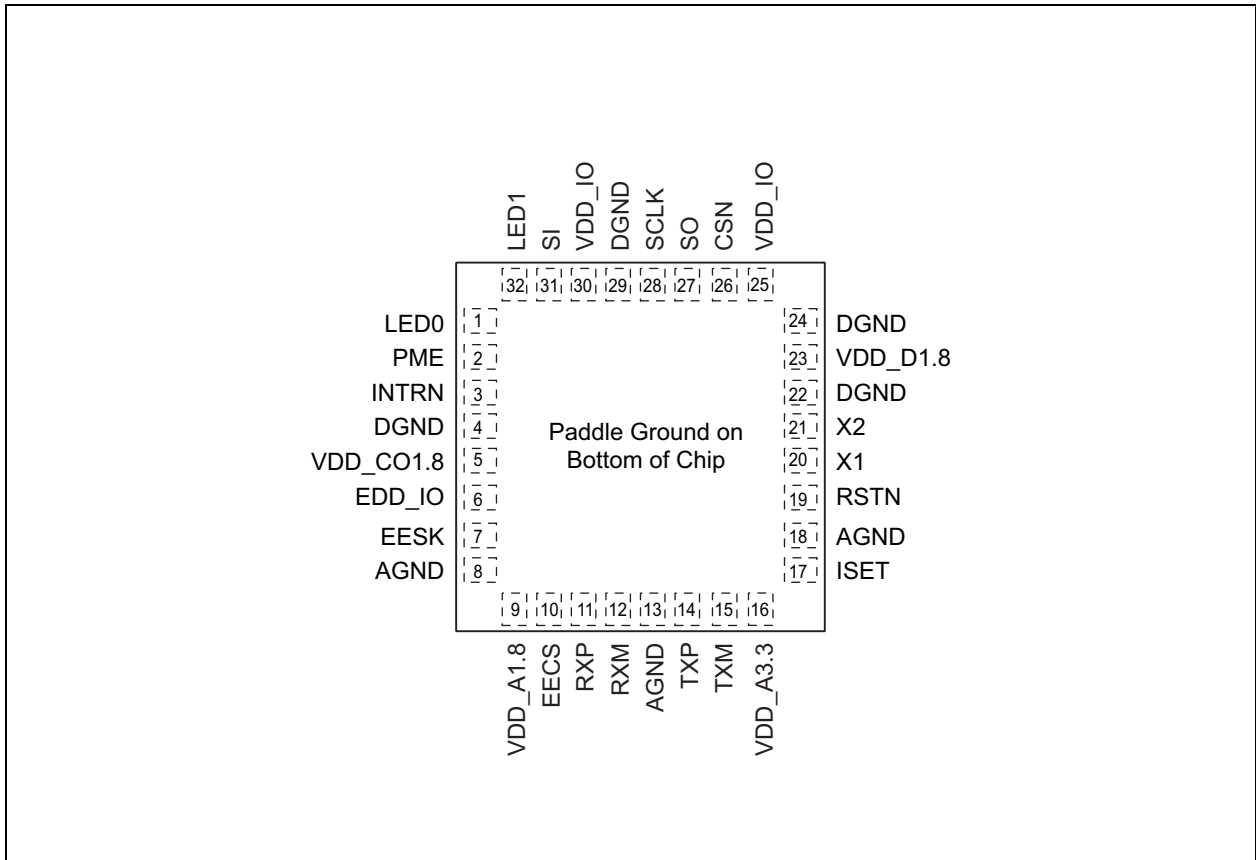 LED1
SI
VDD_IO
DGND
SCLK
SO
CSN
VDD_IO
32
31
30
29
28
27
26
25
LED0
1
PME
2
INTRN
3
DGND
4
VDD_CO1.8
5
EDD_IO
6
EESK
7
AGND
8
Paddle Ground on
Bottom of Chip
24
DGND
23
VDD_D1.8
22
DGND
21
X2
20
X1
19
RSTN
18
AGND
17
ISET
9
10
11
12
13
14
15
16
VDD_A1.8
EECS
RXP
RXM
AGND
TXP
TXM
VDD_A3.3